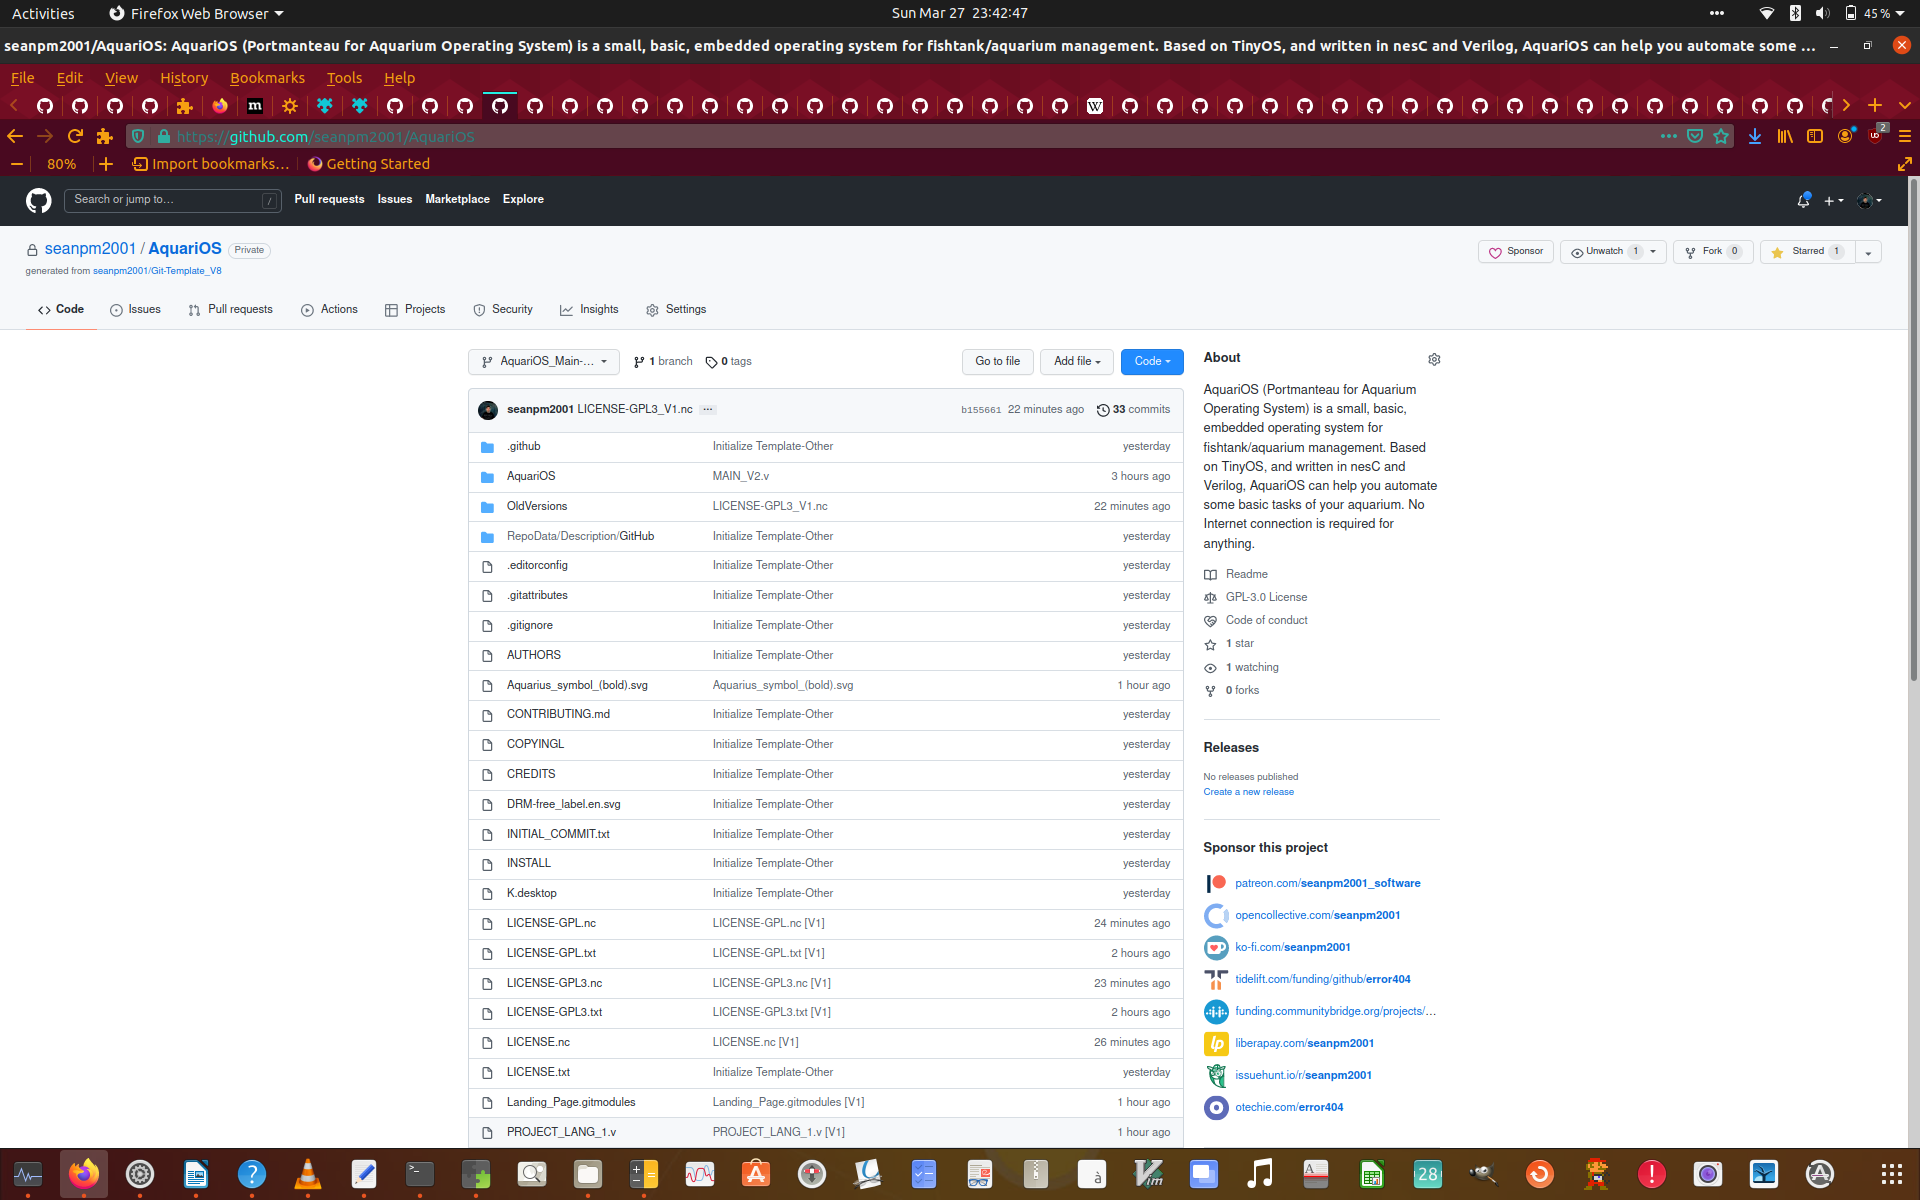 Activities
Firefox Web Browser
Sun Mar 27 23:42:47
45 %
seanpm2001/AquariOS: AquariOS (Portmanteau for Aquarium Operating System) is a small, basic, embedded operating system for fishtank/aquarium management. Based on TinyOS, and written in nesC and Verilog, AquariOS can help you automate some ...
File Edit View History Bookmarks Tools Help
https://github.com/seanpm2001/AquariOS
2
80%
Import bookmarks...
Getting Started
Search or jump to...
/
Pull requests Issues Marketplace Explore
seanpm2001 / AquariOS Private
generated from seanpm2001/Git-Template_V8
Sponsor
Unwatch 1
Fork 0
Starred 1
Code Issues Pull requests Actions Projects Security Insights Settings
AquariOS_Main-...
1 branch
0 tags
Go to file
Add file
Code
seanpm2001 LICENSE-GPL3_V1.nc ... b155661 22 minutes ago 33 commits
.github Initialize Template-Other yesterday
AquariOS MAIN_V2.v 3 hours ago
OldVersions LICENSE-GPL3_V1.nc 22 minutes ago
RepoData/Description/GitHub Initialize Template-Other yesterday
.editorconfig Initialize Template-Other yesterday
.gitattributes Initialize Template-Other yesterday
.gitignore Initialize Template-Other yesterday
AUTHORS Initialize Template-Other yesterday
Aquarius_symbol_(bold).svg Aquarius_symbol_(bold).svg 1 hour ago
CONTRIBUTING.md Initialize Template-Other yesterday
COPYINGL Initialize Template-Other yesterday
CREDITS Initialize Template-Other yesterday
DRM-free_label.en.svg Initialize Template-Other yesterday
INITIAL_COMMIT.txt Initialize Template-Other yesterday
INSTALL Initialize Template-Other yesterday
K.desktop Initialize Template-Other yesterday
LICENSE-GPL.nc LICENSE-GPL.nc [V1] 24 minutes ago
LICENSE-GPL.txt LICENSE-GPL.txt [V1] 2 hours ago
LICENSE-GPL3.nc LICENSE-GPL3.nc [V1] 23 minutes ago
LICENSE-GPL3.txt LICENSE-GPL3.txt [V1] 2 hours ago
LICENSE.nc LICENSE.nc [V1] 26 minutes ago
LICENSE.txt Initialize Template-Other yesterday
Landing_Page.gitmodules Landing_Page.gitmodules [V1] 1 hour ago
PROJECT_LANG_1.v PROJECT_LANG_1.v [V1] 1 hour ago
About
AquariOS (Portmanteau for Aquarium
Operating System) is a small, basic,
embedded operating system for
fishtank/aquarium management. Based
on TinyOS, and written in nesC and
Verilog, AquariOS can help you automate
some basic tasks of your aquarium. No
Internet connection is required for
anything.
Readme
GPL-3.0 License
Code of conduct
1 star
1 watching
0 forks
Releases
No releases published
Create a new release
Sponsor this project
patreon.com/seanpm2001_software
opencollective.com/seanpm2001
ko-fi.com/seanpm2001
tidelift.com/funding/github/error404
funding.communitybridge.org/projects/...
liberapay.com/seanpm2001
issuehunt.io/r/seanpm2001
otechie.com/error404
28